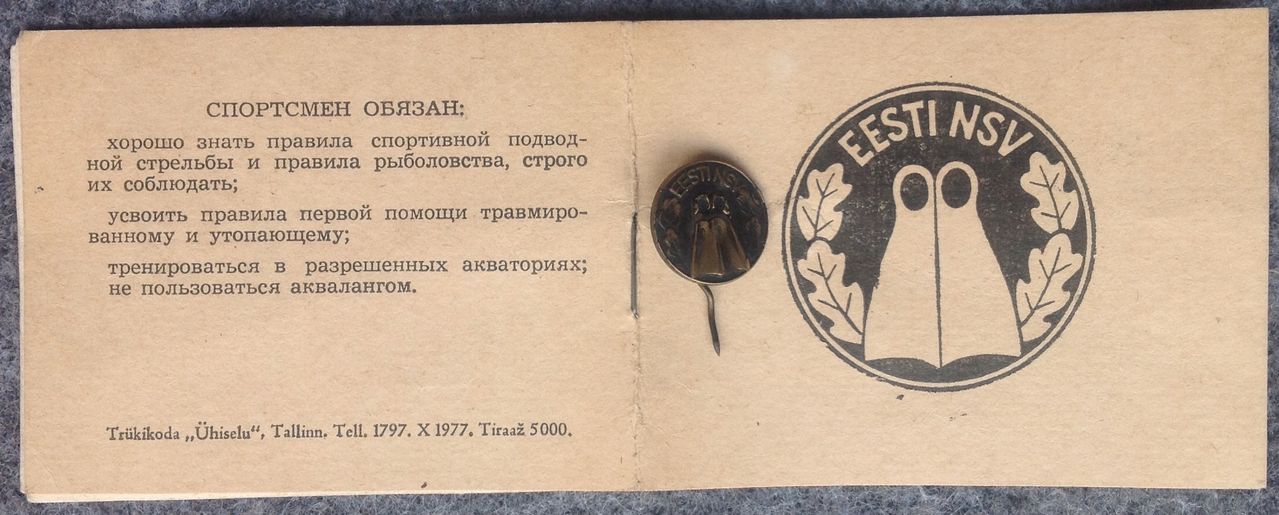 СПОРТСМЕН ОБЯЗАН:
хорошо знать правила спортивной подвод-
ной стрельбы и правила рыболовства, строго
их соблюдать;
усвоить правила первой помощи травмиро-
ванному и утопающему;
тренироваться в разрешенных акваториях;
не пользоваться аквалангом.
Trükikoda „Ühiselu“, Tallinn. Tell. 1797. X 1977. Tiraaž 5000.
EESTI NSV
EESTI NSV